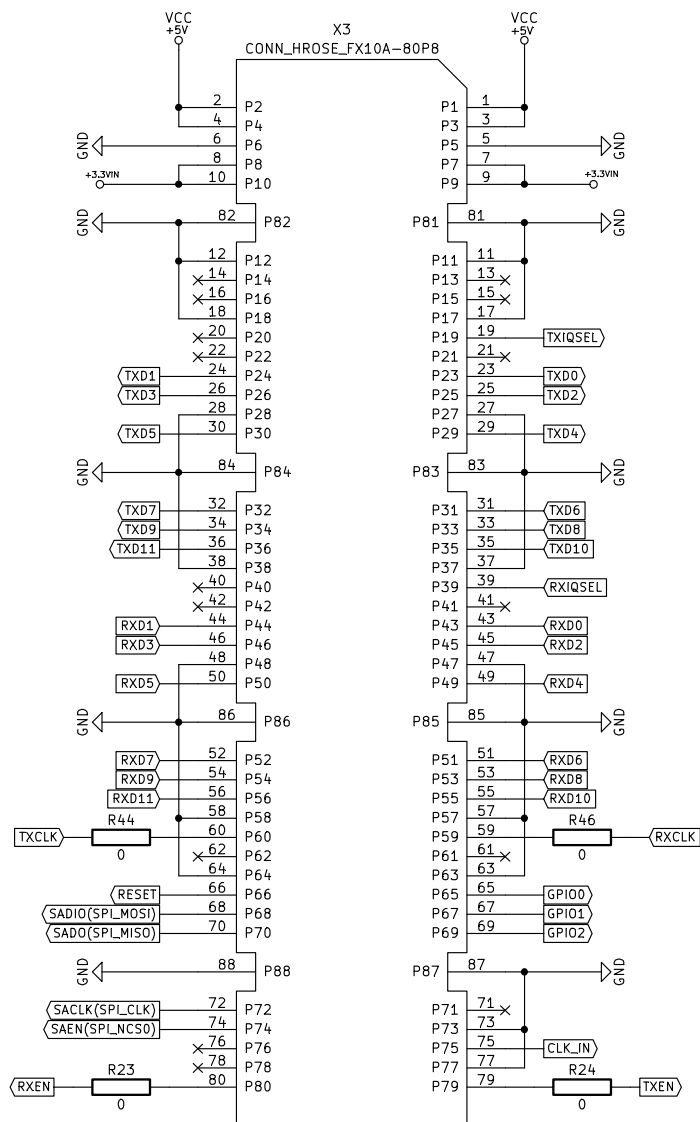 X3
CONN_HROSE_FX10A-80P8
VCC +5V VCC +5V
2 P2 P1 1
4 P4 P3 3
GND 6 P6 P5 5 GND
8 P8 P7 7
+3.3VIN 10 P10 P9 9 +3.3VIN
GND 82 P82 P81 81 GND
12 P12 P11 11
14 P14 P13 13
16 P16 P15 15
18 P18 P17 17
20 P20 P19 19 TXIQSEL
22 P22 P21 21
TXD1 24 P24 P23 23 TXD0
TXD3 26 P26 P25 25 TXD2
28 P28 P27 27
TXD5 30 P30 P29 29 TXD4
GND 84 P84 P83 83 GND
TXD7 32 P32 P31 31 TXD6
TXD9 34 P34 P33 33 TXD8
TXD11 36 P36 P35 35 TXD10
38 P38 P37 37
40 P40 P39 39 RXIQSEL
42 P42 P41 41
RXD1 44 P44 P43 43 RXD0
RXD3 46 P46 P45 45 RXD2
48 P48 P47 47
RXD5 50 P50 P49 49 RXD4
GND 86 P86 P85 85 GND
RXD7 52 P52 P51 51 RXD6
RXD9 54 P54 P53 53 RXD8
RXD11 56 P56 P55 55 RXD10
R44 58 P58 P57 57 R46
TXCLK 60 P60 P59 59 RXCLK
0 62 P62 P61 61 0
64 P64 P63 63
RESET 66 P66 P65 65 GPIO0
SADIO(SPI_MOSI) 68 P68 P67 67 GPIO1
SADO(SPI_MISO) 70 P70 P69 69 GPIO2
GND 88 P88 P87 87 GND
SACLK(SPI_CLK) 72 P72 P71 71
SAEN(SPI_NCS0) 74 P74 P73 73
76 P76 P75 75 CLK_IN
R23 78 P78 P77 77 R24
RXEN 80 P80 P79 79 TXEN
0 0